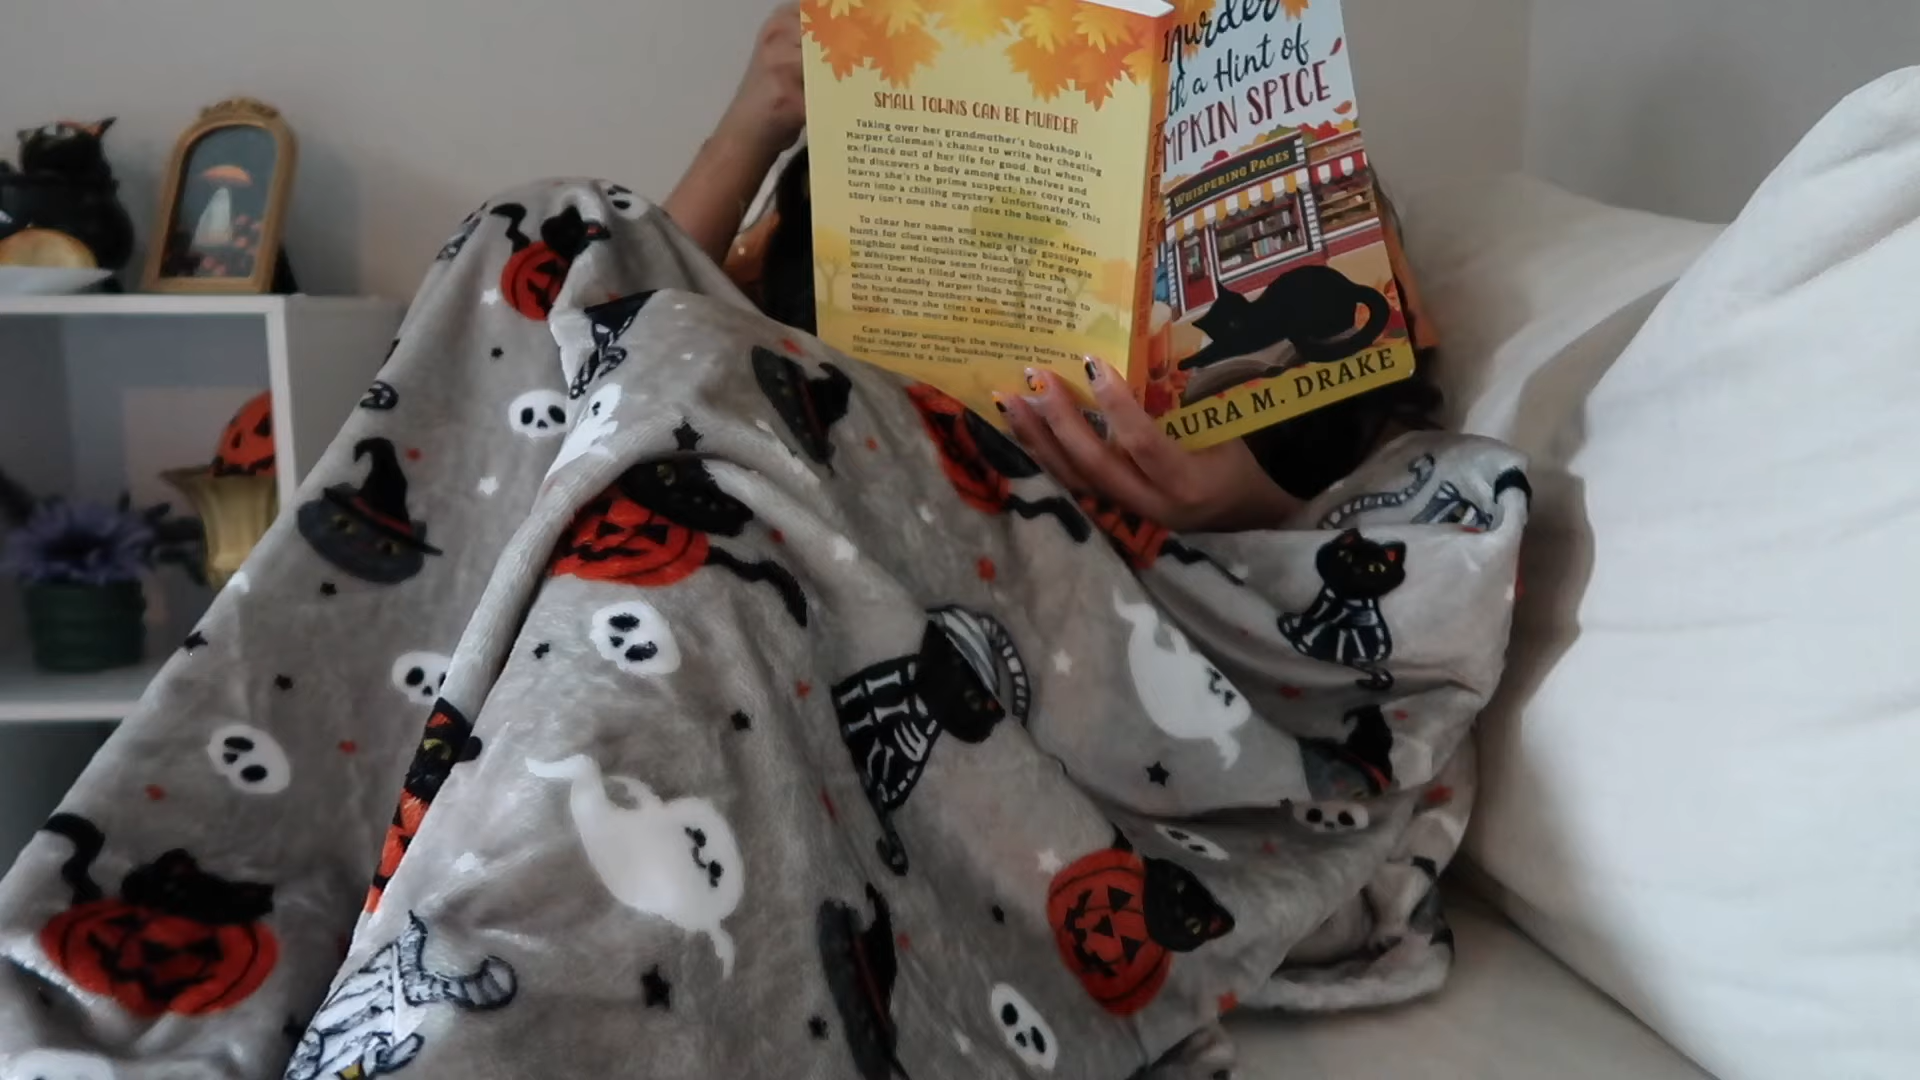 SMALL TOWNS CAN BE MURDER
Taking over her grandmother's bookshop is
Harper Coleman's chance to write her cheating
ex-fiancé out of her life for good. But when
she discovers a body among the shelves and
learns she's the prime suspect, her cozy days
turn into a chilling mystery. Unfortunately, this
story isn't one she can close the book on.
To clear her name and save her store, Harper
hunts for clues with the help of her gossipy
neighbor and inquisitive black cat. The people
in Whisper Hollow seem friendly, but the
quaint town is filled with secrets—one of
which is deadly. Harper finds herself drawn to
the handsome brothers who work next door,
but the more she tries to eliminate them as
suspects, the more her suspicions grow.
Can Harper untangle the mystery before the
final chapter of her bookshop—and her
life—comes to a close?
Murder
th a Hint of
MPKIN SPICE
WHISPERING PAGES
AURA M. DRAKE